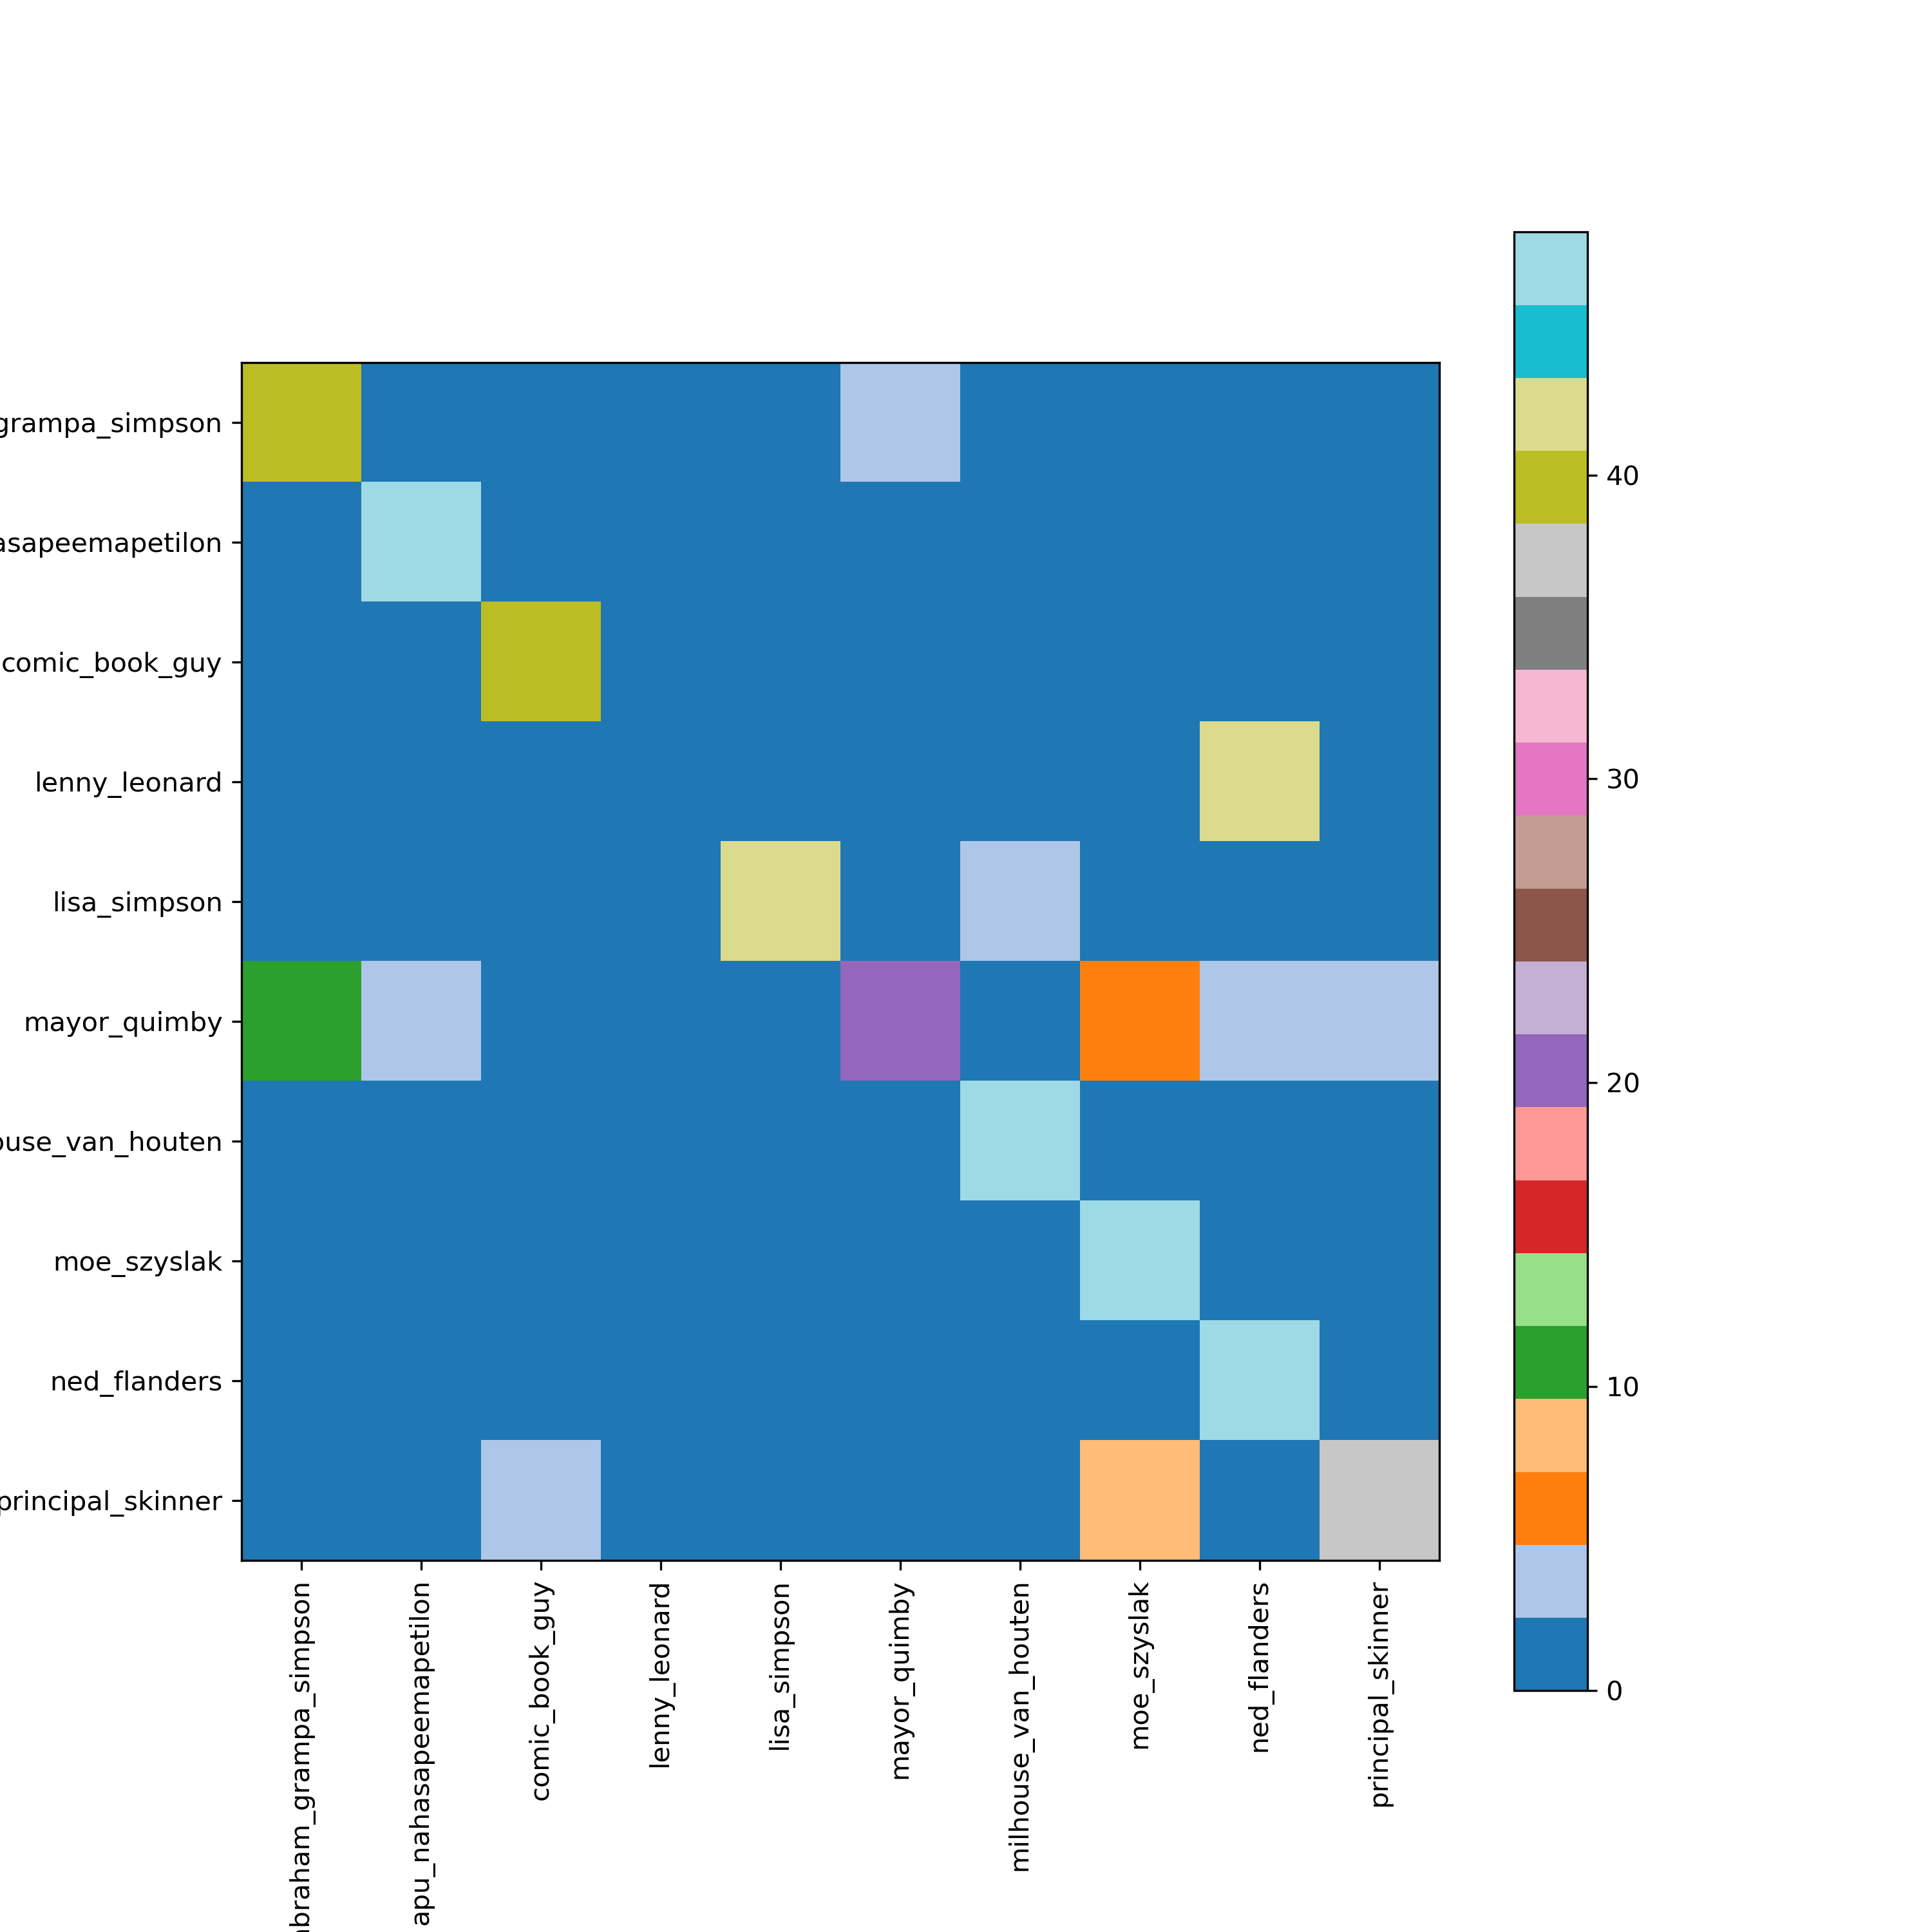 grampa_simpson
asapeemapetilon
comic_book_guy
lenny_leonard
lisa_simpson
mayor_quimby
ouse_van_houten
moe_szyslak
ned_flanders
principal_skinner
braham_grampa_simpson
apu_nahasapeemapetilon
comic_book_guy
lenny_leonard
lisa_simpson
mayor_quimby
milhouse_van_houten
moe_szyslak
ned_flanders
principal_skinner
40
30
20
10
0